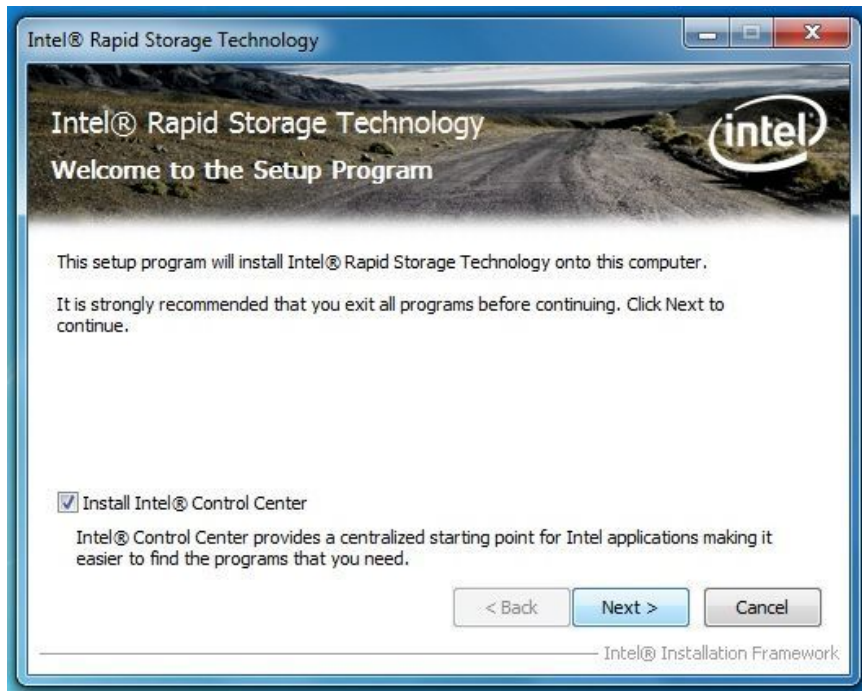 Intel® Rapid Storage Technology
Intel® Rapid Storage Technology
Welcome to the Setup Program
intel
This setup program will install Intel® Rapid Storage Technology onto this computer.
It is strongly recommended that you exit all programs before continuing. Click Next to
continue.
Install Intel® Control Center
Intel® Control Center provides a centralized starting point for Intel applications making it
easier to find the programs that you need.
< Back Next > Cancel
Intel® Installation Framework